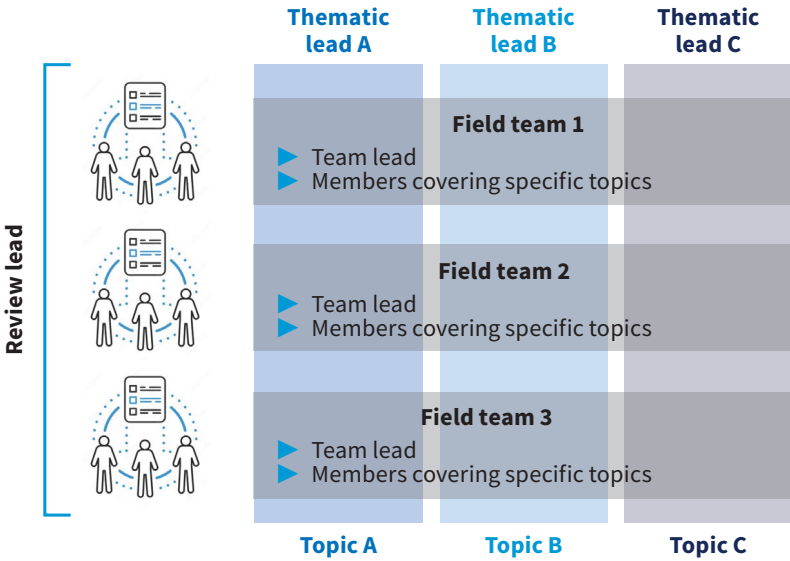 Thematic
lead A
Thematic
lead B
Thematic
lead C
Review lead
Field team 1
Team lead
Members covering specific topics
Field team 2
Team lead
Members covering specific topics
Field team 3
Team lead
Members covering specific topics
Topic A
Topic B
Topic C